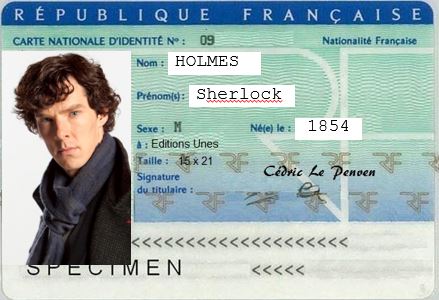 RÉPUBLIQUE FRANÇAISE
CARTE NATIONALE D'IDENTITÉ Nº : 09 Nationalité Française
Nom : HOLMES
Prénom(s) : Sherlock
Sexe : M Né(e) le : 1854
à : Editions Unes
Taille : 15 x 21
Signature
du titulaire : Cédric Le Penven
<<<<<<<<<<<<<<<<<<<<
SPECIMEN <<<<<